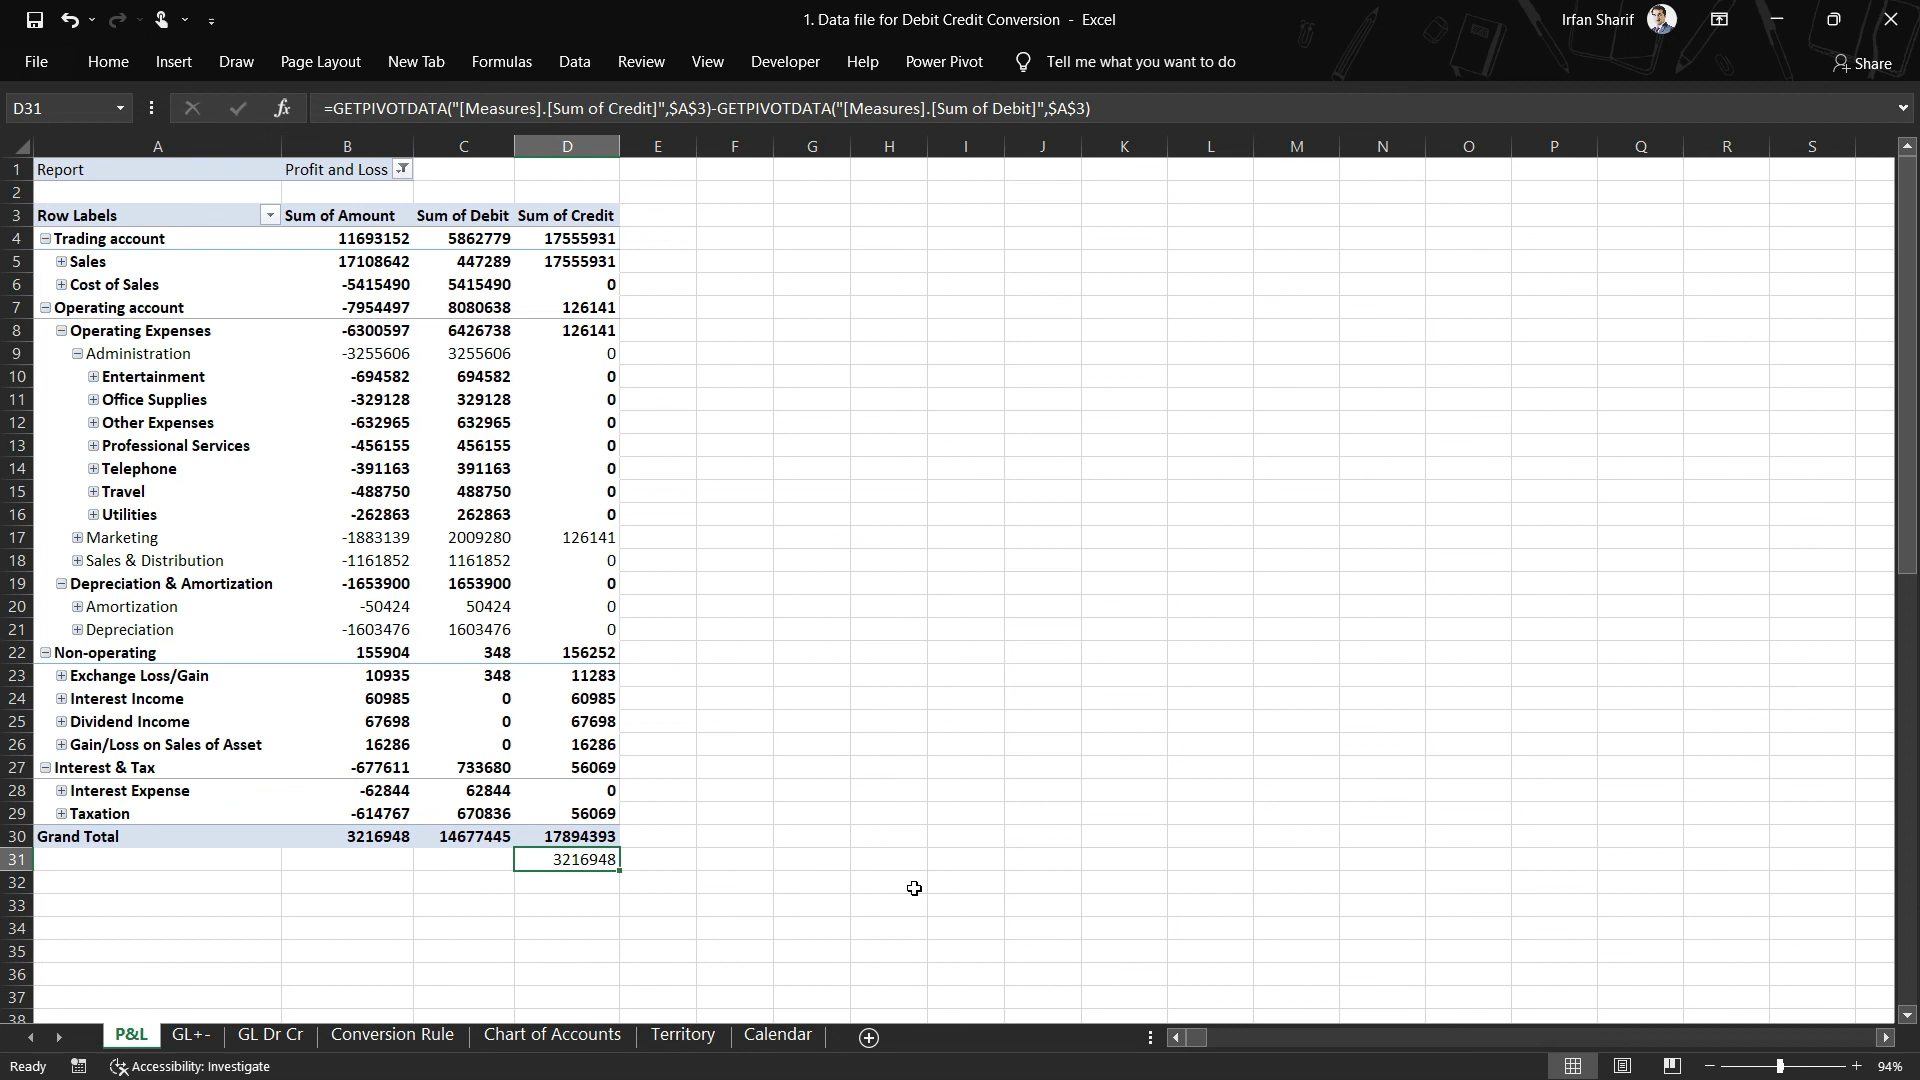 1. Data file for Debit Credit Conversion - Excel
Irfan Sharif
File Home Insert Draw Page Layout New Tab Formulas Data Review View Developer Help Power Pivot Tell me what you want to do Share
D31 fx =GETPIVOTDATA("[Measures].[Sum of Credit]",$A$3)-GETPIVOTDATA("[Measures].[Sum of Debit]",$A$3)
A B C D E F G H I J K L M N O P Q R S
1 Report Profit and Loss
2
3 Row Labels Sum of Amount Sum of Debit Sum of Credit
4 Trading account 11693152 5862779 17555931
5 Sales 17108642 447289 17555931
6 Cost of Sales -5415490 5415490 0
7 Operating account -7954497 8080638 126141
8 Operating Expenses -6300597 6426738 126141
9 Administration -3255606 3255606 0
10 Entertainment -694582 694582 0
11 Office Supplies -329128 329128 0
12 Other Expenses -632965 632965 0
13 Professional Services -456155 456155 0
14 Telephone -391163 391163 0
15 Travel -488750 488750 0
16 Utilities -262863 262863 0
17 Marketing -1883139 2009280 126141
18 Sales & Distribution -1161852 1161852 0
19 Depreciation & Amortization -1653900 1653900 0
20 Amortization -50424 50424 0
21 Depreciation -1603476 1603476 0
22 Non-operating 155904 348 156252
23 Exchange Loss/Gain 10935 348 11283
24 Interest Income 60985 0 60985
25 Dividend Income 67698 0 67698
26 Gain/Loss on Sales of Asset 16286 0 16286
27 Interest & Tax -677611 733680 56069
28 Interest Expense -62844 62844 0
29 Taxation -614767 670836 56069
30 Grand Total 3216948 14677445 17894393
31 3216948
32
33
34
35
36
37
38
P&L GL+- GL Dr Cr Conversion Rule Chart of Accounts Territory Calendar
Ready Accessibility: Investigate 94%